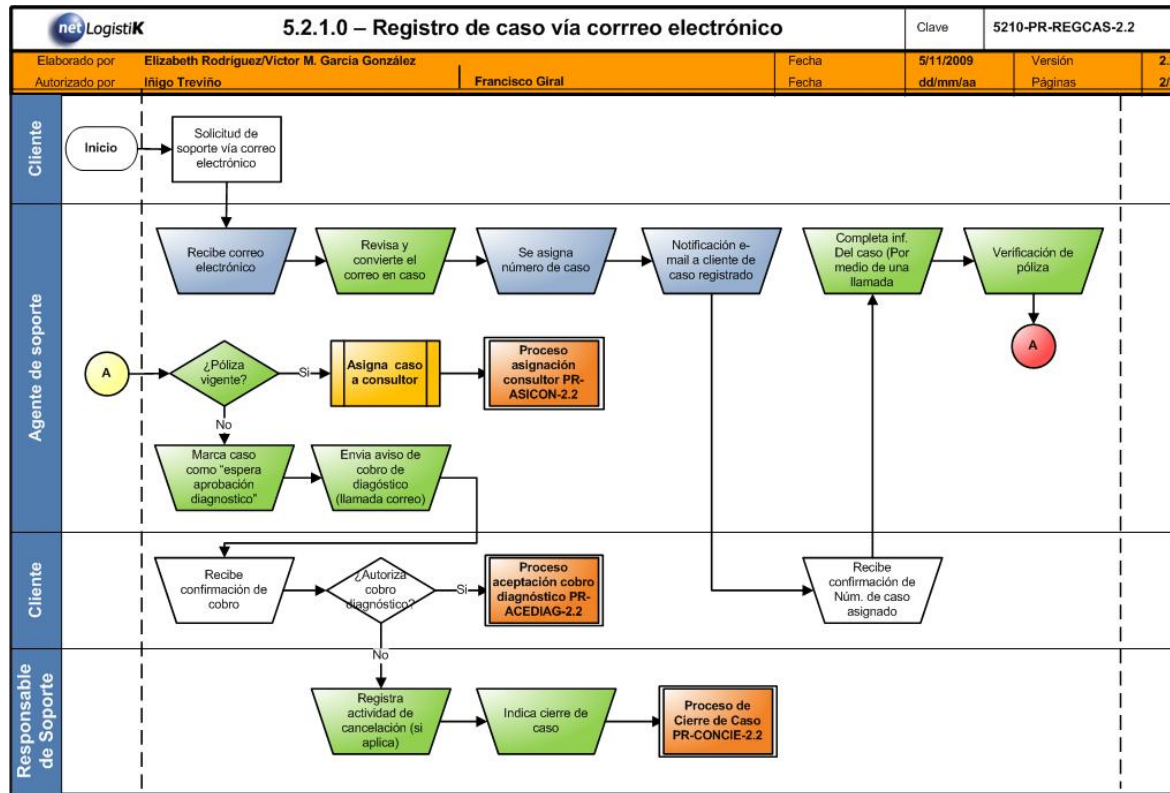 net LogistiK
5.2.1.0 – Registro de caso vía corrreo electrónico
Clave
5210-PR-REGCAS-2.2
Elaborado por
Elizabeth Rodríguez/Victor M. García González
Fecha
5/11/2009
Versión
2.
Autorizado por
Iñigo Treviño
Francisco Giral
Fecha
dd/mm/aa
Páginas
2/
Cliente
Inicio
Solicitud de
soporte vía correo
electrónico
Agente de soporte
Recibe correo
electrónico
Revisa y
convierte el
correo en caso
Se asigna
número de caso
Notificación e-
mail a cliente de
caso registrado
Completa inf.
Del caso (Por
medio de una
llamada
Verificación de
póliza
A
A
¿Póliza
vigente?
Si
Asigna caso
a consultor
Proceso
asignación
consultor PR-
ASICON-2.2
No
Marca caso
como “espera
aprobación
diagnostico”
Envia aviso de
cobro de
diagóstico
(llamada correo)
Cliente
Recibe
confirmación de
cobro
¿Autoriza
cobro
diagnóstico?
Si
Proceso
aceptación cobro
diagnóstico PR-
ACEDIAG-2.2
Recibe
confirmación de
Núm. de caso
asignado
No
Responsable
de Soporte
Registra
actividad de
cancelación (si
aplica)
Indica cierre de
caso
Proceso de
Cierre de Caso
PR-CONCIE-2.2